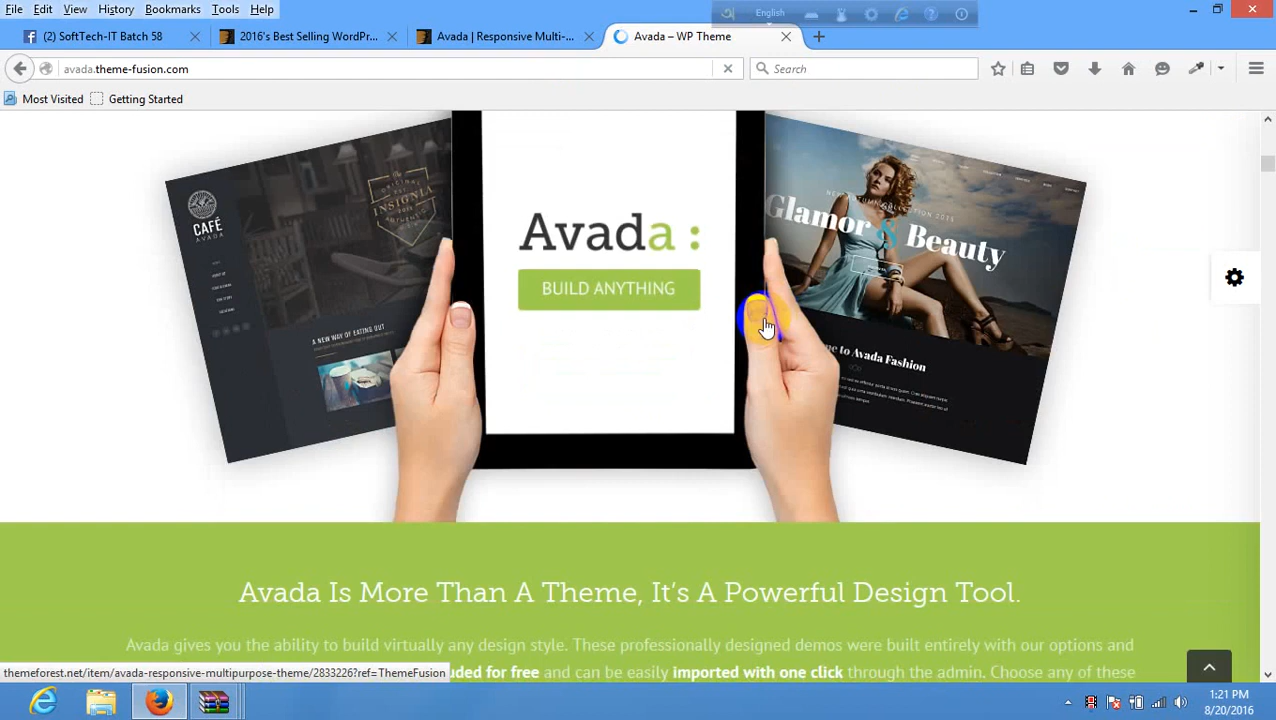 File Edit View History Bookmarks Tools Help
English
(2) SoftTech-IT Batch 58
2016's Best Selling WordPr...
Avada | Responsive Multi-...
Avada – WP Theme
avada.theme-fusion.com
Search
Most Visited
Getting Started
CAFÉ
AVADA
THE
ORIGINAL
INSIGNIA
A NEW WAY OF EATING OUT
Avada :
BUILD ANYTHING
Glamor & Beauty
me to Avada Fashion
Avada Is More Than A Theme, It's A Powerful Design Tool.
Avada gives you the ability to build virtually any design style. These professionally designed demos were built entirely with our options and
cluded for free and can be easily imported with one click through the admin. Choose any of these
themeforest.net/item/avada-responsive-multipurpose-theme/2833226?ref=ThemeFusion
1:21 PM
8/20/2016